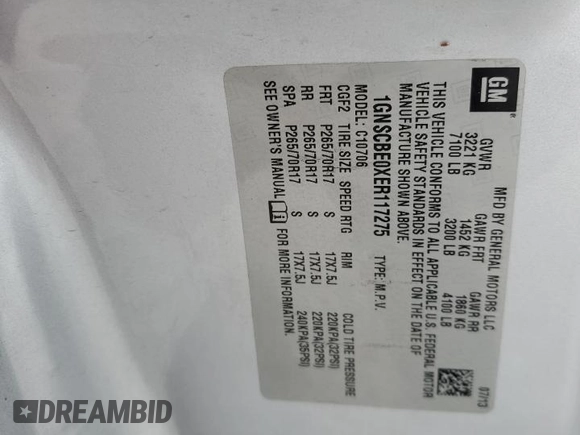 GM
MFD BY GENERAL MOTORS LLC
07/13
GVWR GAWR FRT GAWR RR
3221 KG 1452 KG 1860 KG
7100 LB 3200 LB 4100 LB
THIS VEHICLE CONFORMS TO ALL APPLICABLE U.S. FEDERAL MOTOR
VEHICLE SAFETY STANDARDS IN EFFECT ON THE DATE OF
MANUFACTURE SHOWN ABOVE.
1GNSCBE0XER117275 TYPE: M.P.V.
MODEL: C10706
CGF2 TIRE SIZE SPEED RTG RIM COLD TIRE PRESSURE
FRT P265/70R17 S 17X7.5J 220KPA(32PSI)
RR P265/70R17 S 17X7.5J 220KPA(32PSI)
SPA P265/70R17 S 17X7.5J 240KPA(35PSI)
SEE OWNER'S MANUAL FOR MORE INFORMATION.
DREAMBID